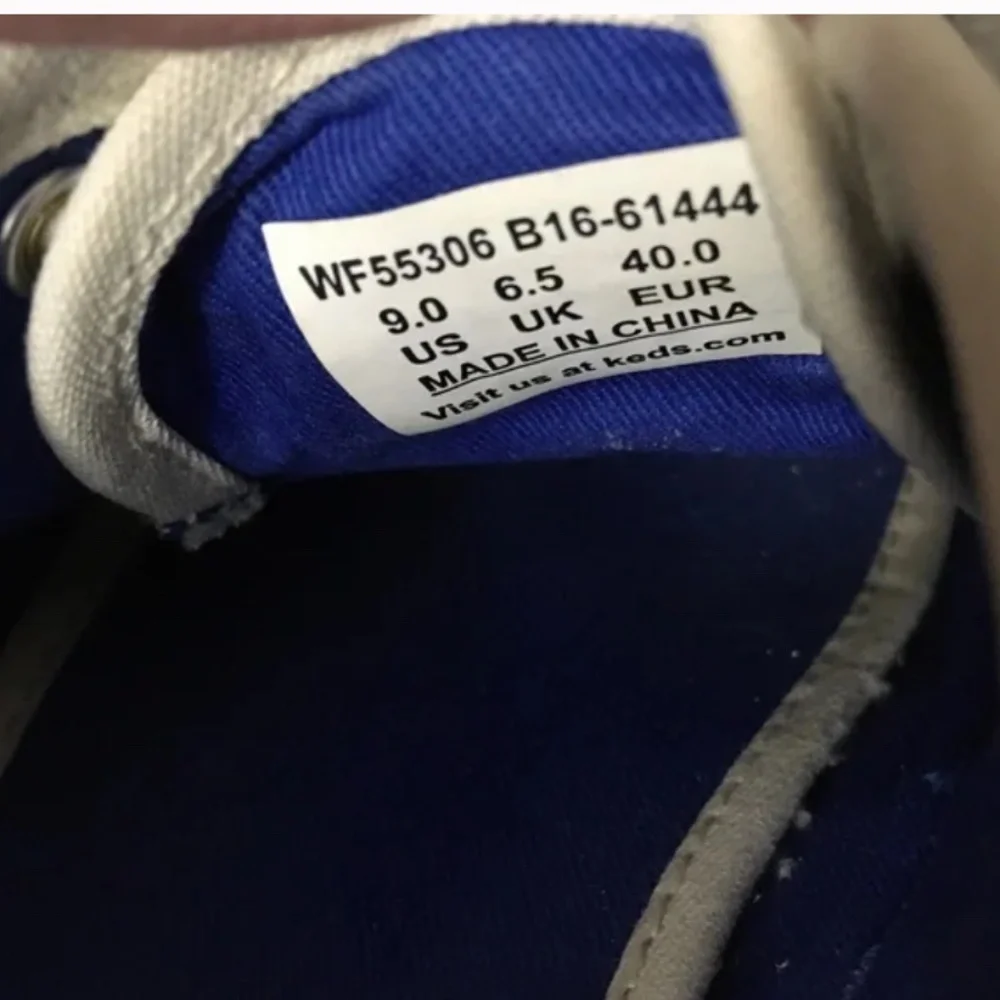 WF55306 B16-61444
9.0 6.5 40.0
US UK EUR
MADE IN CHINA
Visit us at keds.com